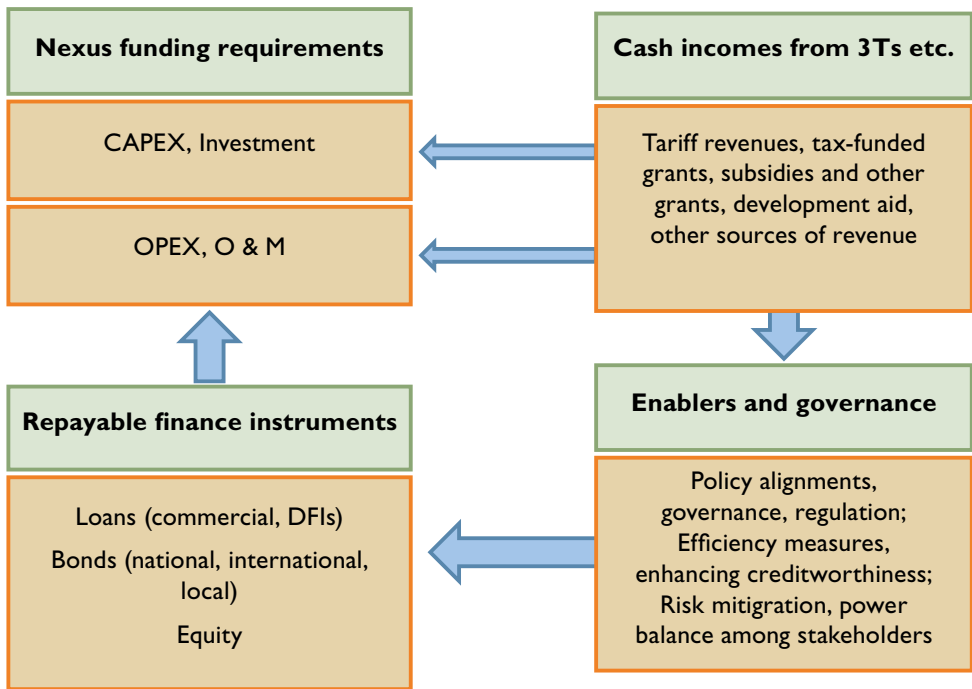 Nexus funding requirements
CAPEX, Investment
OPEX, O & M
Cash incomes from 3Ts etc.
Tariff revenues, tax-funded
grants, subsidies and other
grants, development aid,
other sources of revenue
Repayable finance instruments
Loans (commercial, DFIs)
Bonds (national, international,
local)
Equity
Enablers and governance
Policy alignments,
governance, regulation;
Efficiency measures,
enhancing creditworthiness;
Risk mitigration, power
balance among stakeholders